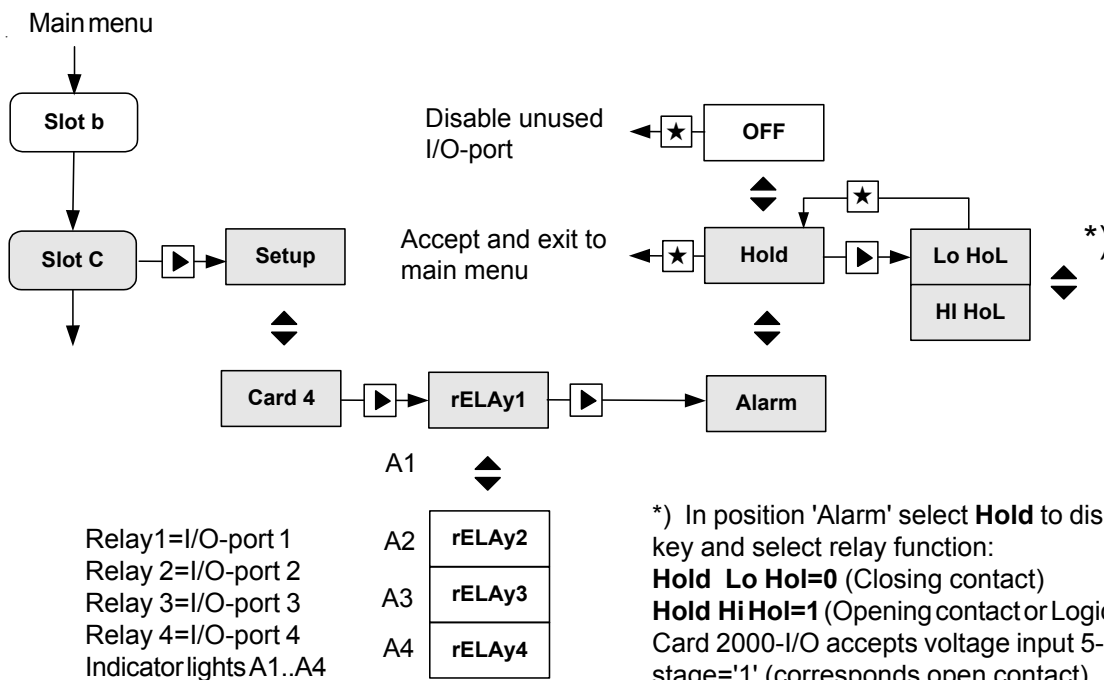 Main menu
Slot b
Slot C
Setup
Card 4
rELAy1
A1
A2 rELAy2
A3 rELAy3
A4 rELAy4
Disable unused
I/O-port
OFF
Accept and exit to
main menu
Hold
Lo HoL
HI HoL
*)
Alarm
Relay1=I/O-port 1
Relay 2=I/O-port 2
Relay 3=I/O-port 3
Relay 4=I/O-port 4
Indicator lights A1..A4
*) In position 'Alarm' select Hold to dis
key and select relay function:
Hold Lo Hol=0 (Closing contact)
Hold Hi Hol=1 (Opening contact or Logic
Card 2000-I/O accepts voltage input 5-
stage='1' (corresponds open contact)